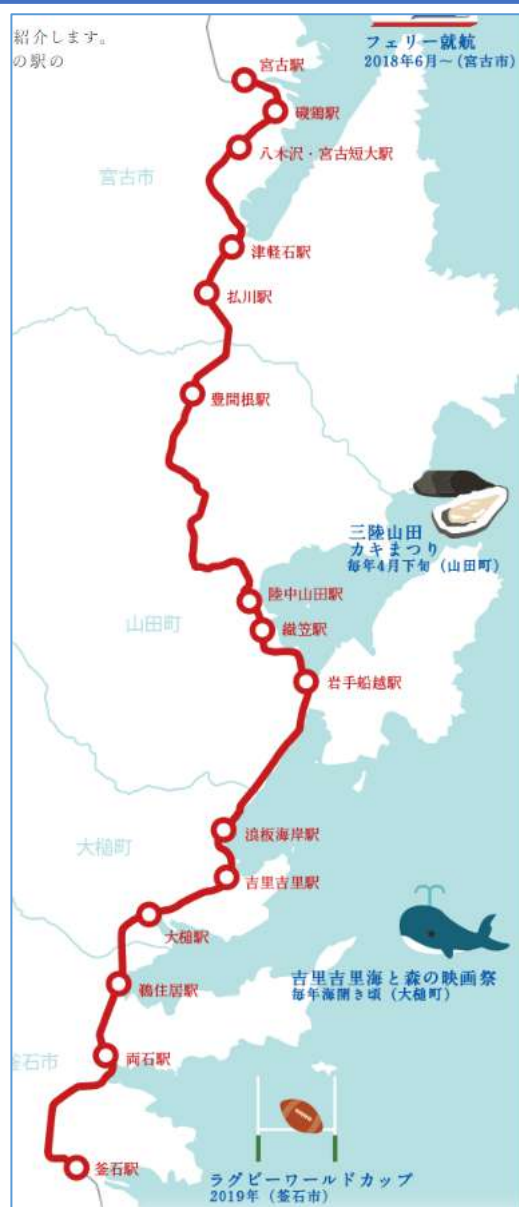 紹介します。
の駅の
フェリー就航
2018年6月～(宮古市)
宮古駅
磯鶏駅
八木沢・宮古短大駅
宮古市
津軽石駅
払川駅
豊間根駅
三陸山田
カキまつり
毎年4月下旬（山田町）
陸中山田駅
山田町
織笠駅
岩手船越駅
浪板海岸駅
大槌町
吉里吉里駅
大槌駅
吉里吉里海と森の映画祭
毎年海開き頃（大槌町）
鵜住居駅
両石駅
釜石市
釜石駅
ラグビーワールドカップ
2019年（釜石市）